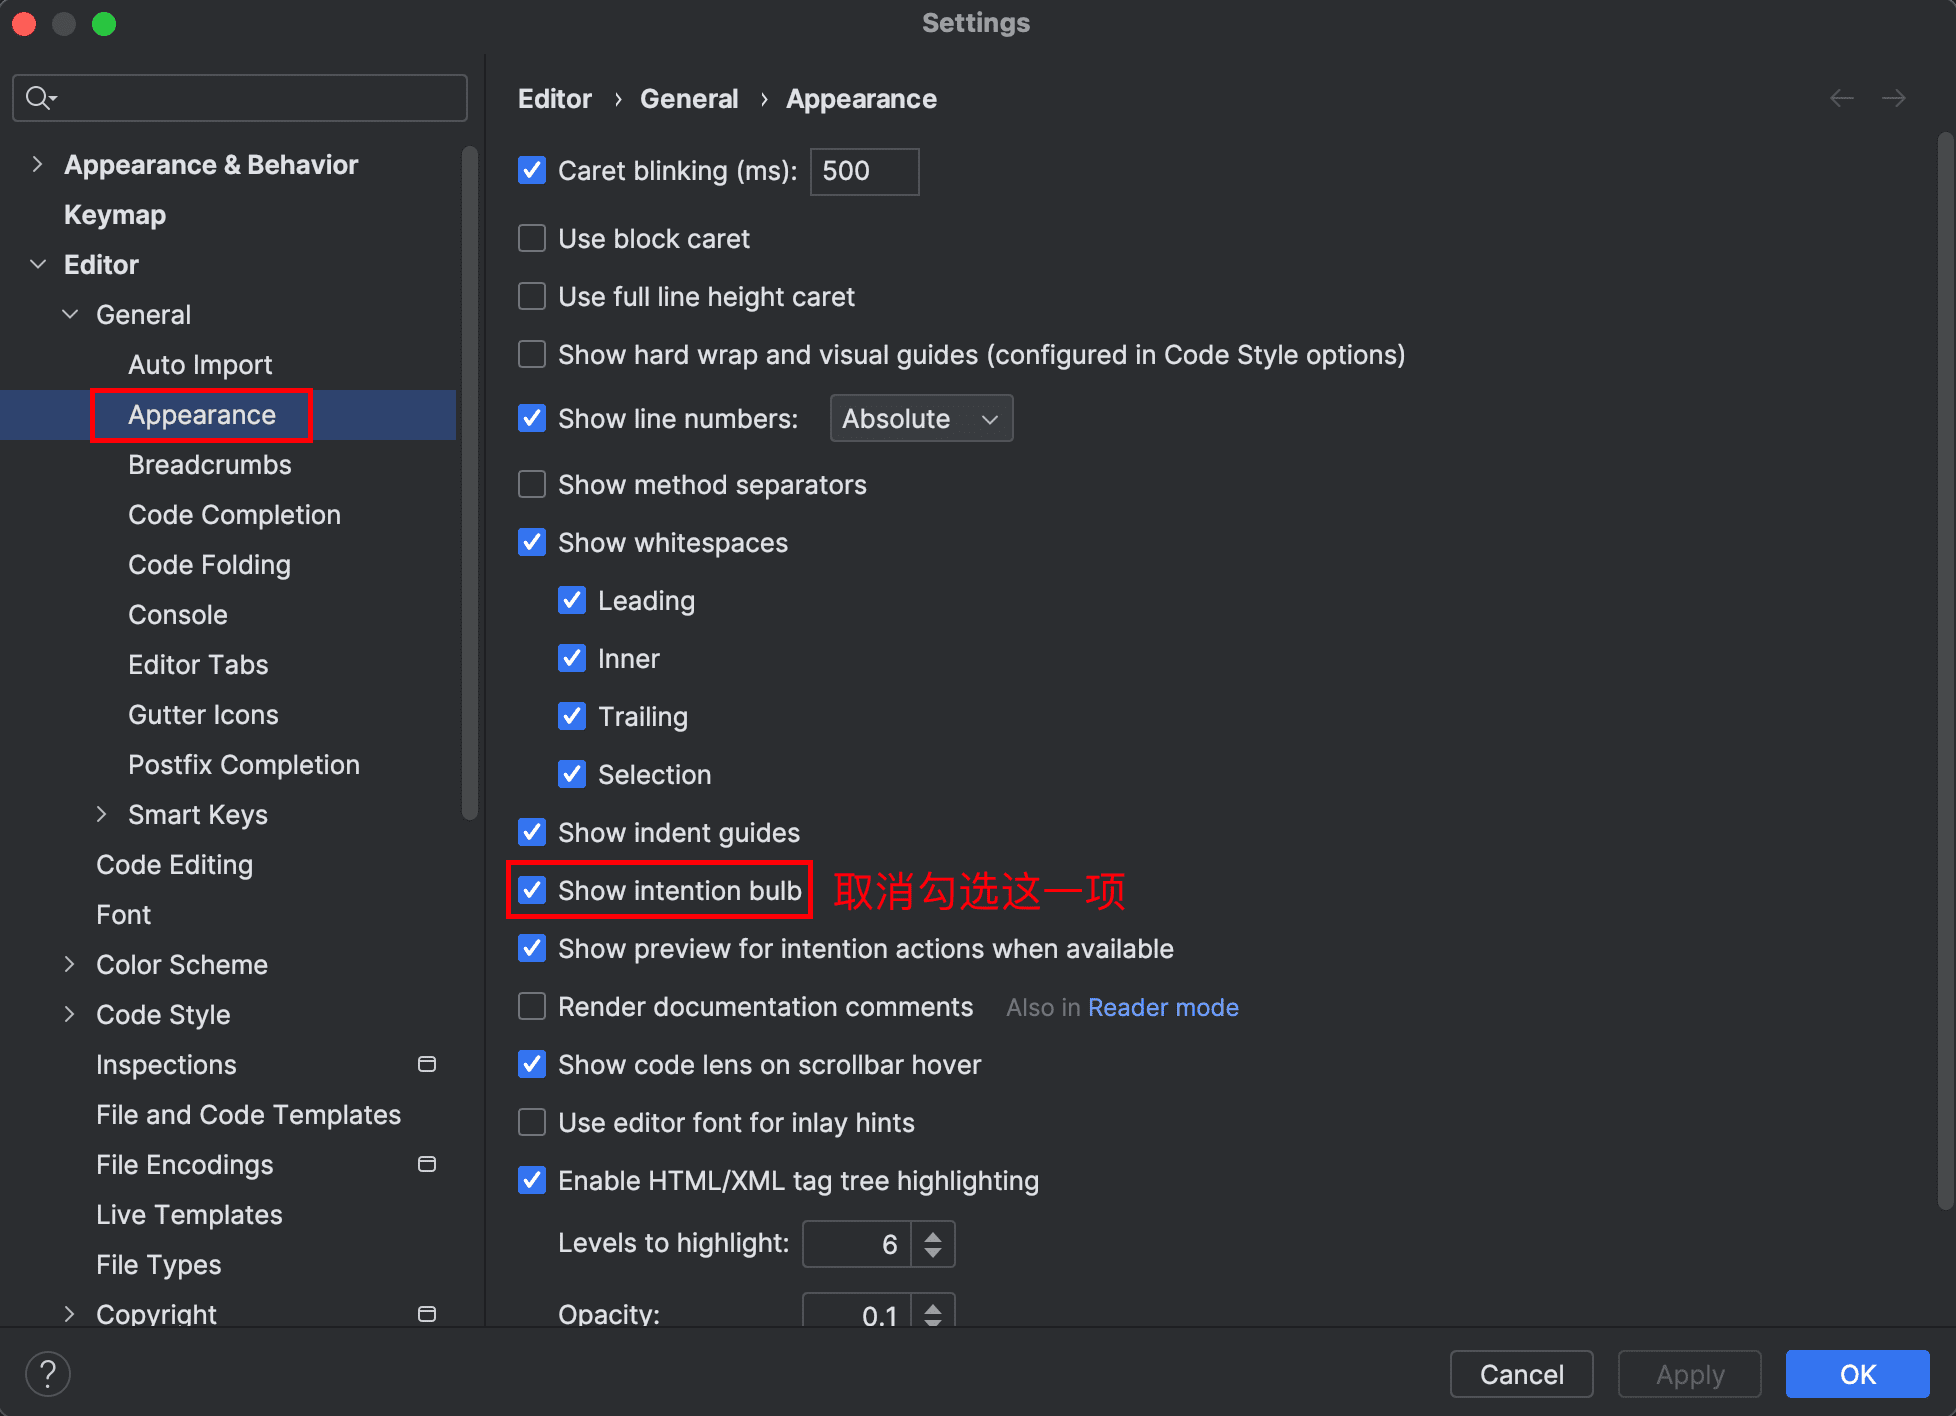 Settings
Appearance & Behavior
Keymap
Editor
General
Auto Import
Appearance
Breadcrumbs
Code Completion
Code Folding
Console
Editor Tabs
Gutter Icons
Postfix Completion
Smart Keys
Code Editing
Font
Color Scheme
Code Style
Inspections
File and Code Templates
File Encodings
Live Templates
File Types
Copyright
Editor › General › Appearance
Caret blinking (ms): 500
Use block caret
Use full line height caret
Show hard wrap and visual guides (configured in Code Style options)
Show line numbers: Absolute
Show method separators
Show whitespaces
Leading
Inner
Trailing
Selection
Show indent guides
Show intention bulb 取消勾选这一项
Show preview for intention actions when available
Render documentation comments Also in Reader mode
Show code lens on scrollbar hover
Use editor font for inlay hints
Enable HTML/XML tag tree highlighting
Levels to highlight: 6
Opacity: 0.1
? Cancel Apply OK